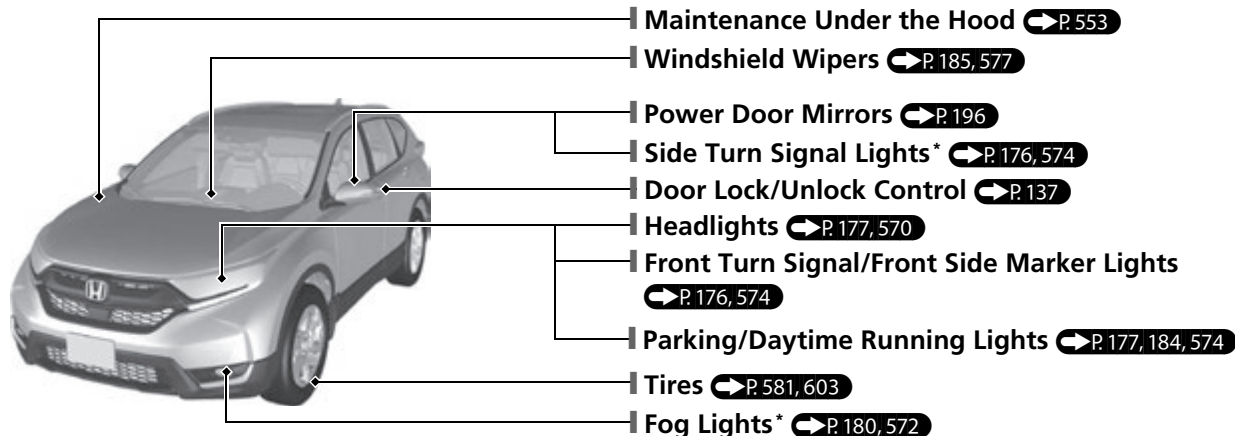 Maintenance Under the Hood P. 553
Windshield Wipers P. 185, 577
Power Door Mirrors P. 196
Side Turn Signal Lights* P. 176, 574
Door Lock/Unlock Control P. 137
Headlights P. 177, 570
Front Turn Signal/Front Side Marker Lights
P. 176, 574
Parking/Daytime Running Lights P. 177, 184, 574
Tires P. 581, 603
Fog Lights* P. 180, 572